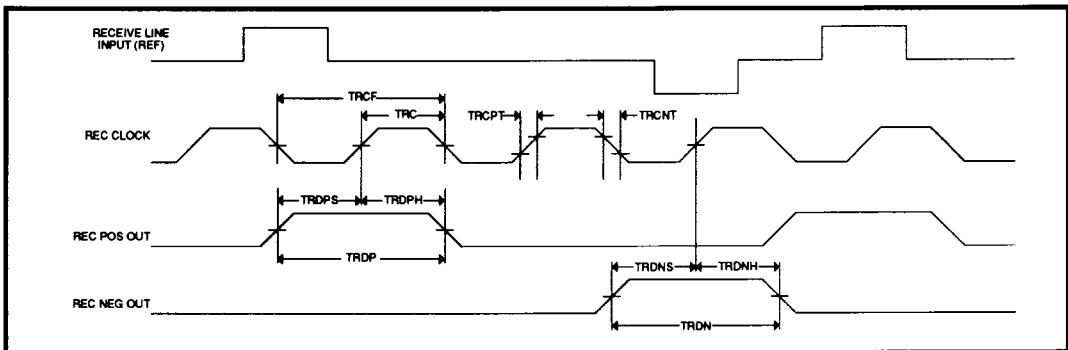 RECEIVE LINE
INPUT (REF)
TRCF
TRC
TRCPT
TRCNT
REC CLOCK
TRDPS
TRDPH
REC POS OUT
TRDP
TRDNS
TRDNH
REC NEG OUT
TRDN